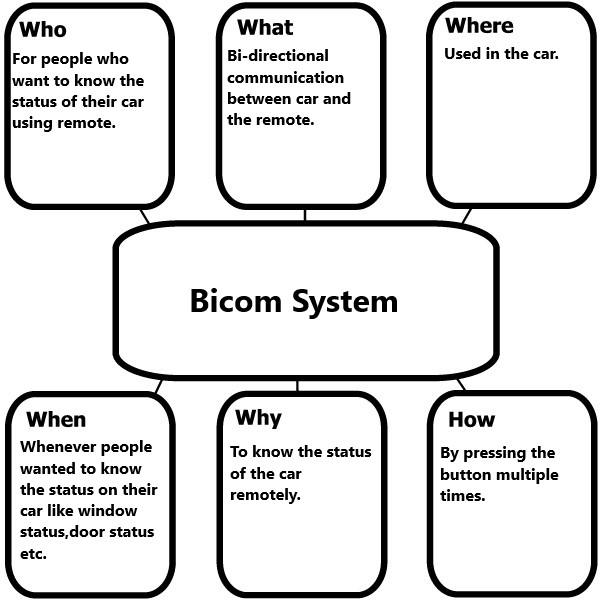 Who
For people who
want to know the
status of their car
using remote.
What
Bi-directional
communication
between car and
the remote.
Where
Used in the car.
Bicom System
When
Whenever people
wanted to know
the status on their
car like window
status,door status
etc.
Why
To know the status
of the car
remotely.
How
By pressing the
button multiple
times.